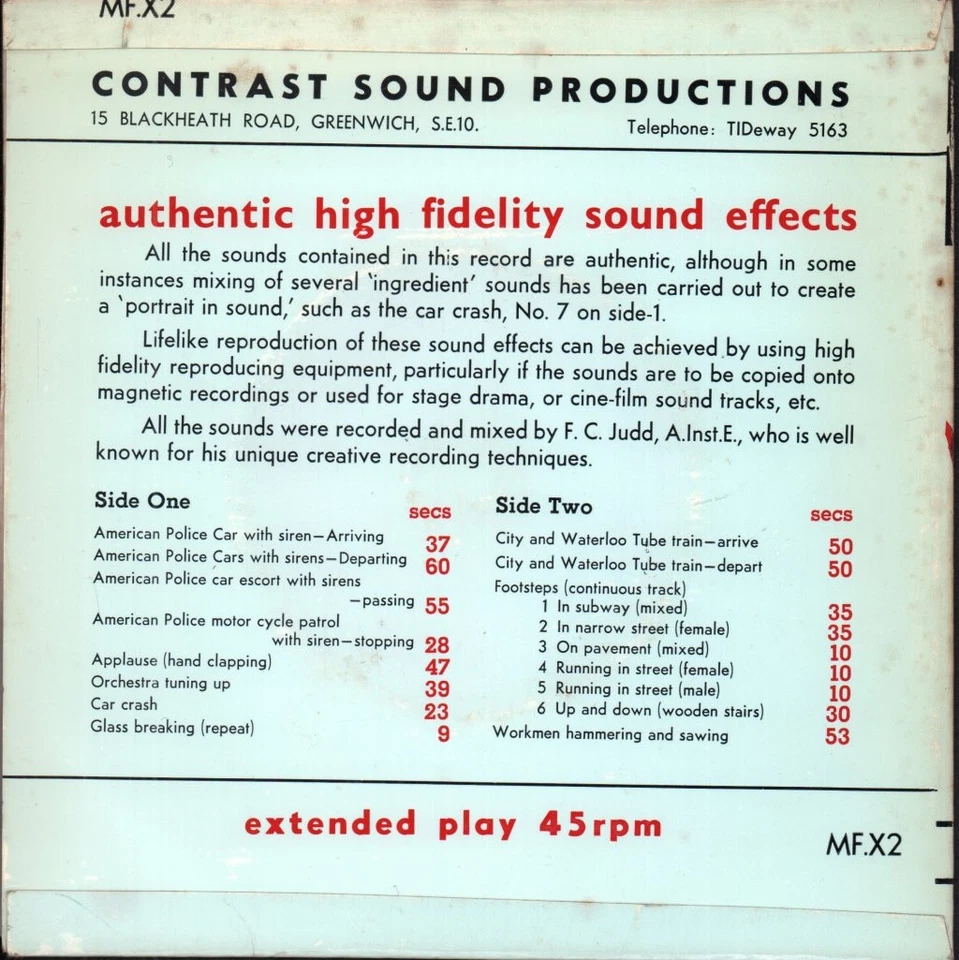 MF.X2
CONTRAST SOUND PRODUCTIONS
15 BLACKHEATH ROAD, GREENWICH, S.E.10. Telephone: TIDeway 5163
authentic high fidelity sound effects
All the sounds contained in this record are authentic, although in some
instances mixing of several 'ingredient' sounds has been carried out to create
a 'portrait in sound,' such as the car crash, No. 7 on side-1.
Lifelike reproduction of these sound effects can be achieved by using high
fidelity reproducing equipment, particularly if the sounds are to be copied onto
magnetic recordings or used for stage drama, or cine-film sound tracks, etc.
All the sounds were recorded and mixed by F. C. Judd, A.Inst.E., who is well
known for his unique creative recording techniques.
Side One secs
American Police Car with siren—Arriving 37
American Police Cars with sirens—Departing 60
American Police car escort with sirens
—passing 55
American Police motor cycle patrol
with siren—stopping 28
Applause (hand clapping) 47
Orchestra tuning up 39
Car crash 23
Glass breaking (repeat) 9
Side Two secs
City and Waterloo Tube train—arrive 50
City and Waterloo Tube train—depart 50
Footsteps (continuous track)
1 In subway (mixed) 35
2 In narrow street (female) 35
3 On pavement (mixed) 10
4 Running in street (female) 10
5 Running in street (male) 10
6 Up and down (wooden stairs) 30
Workmen hammering and sawing 53
extended play 45rpm
MF.X2